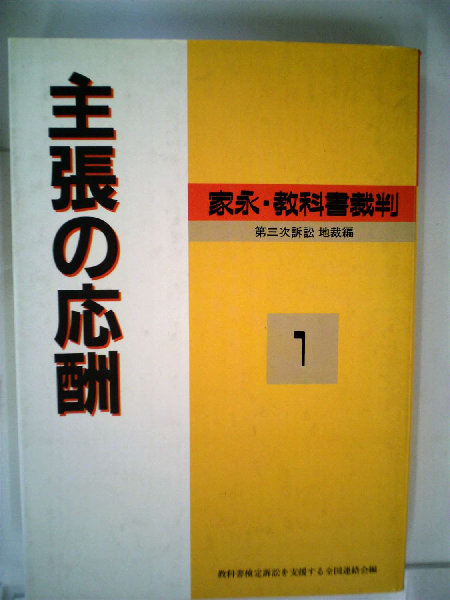 主張の応酬
家永・教科書裁判
第三次訴訟 地裁編
1
教科書検定訴訟を支援する全国連絡会編